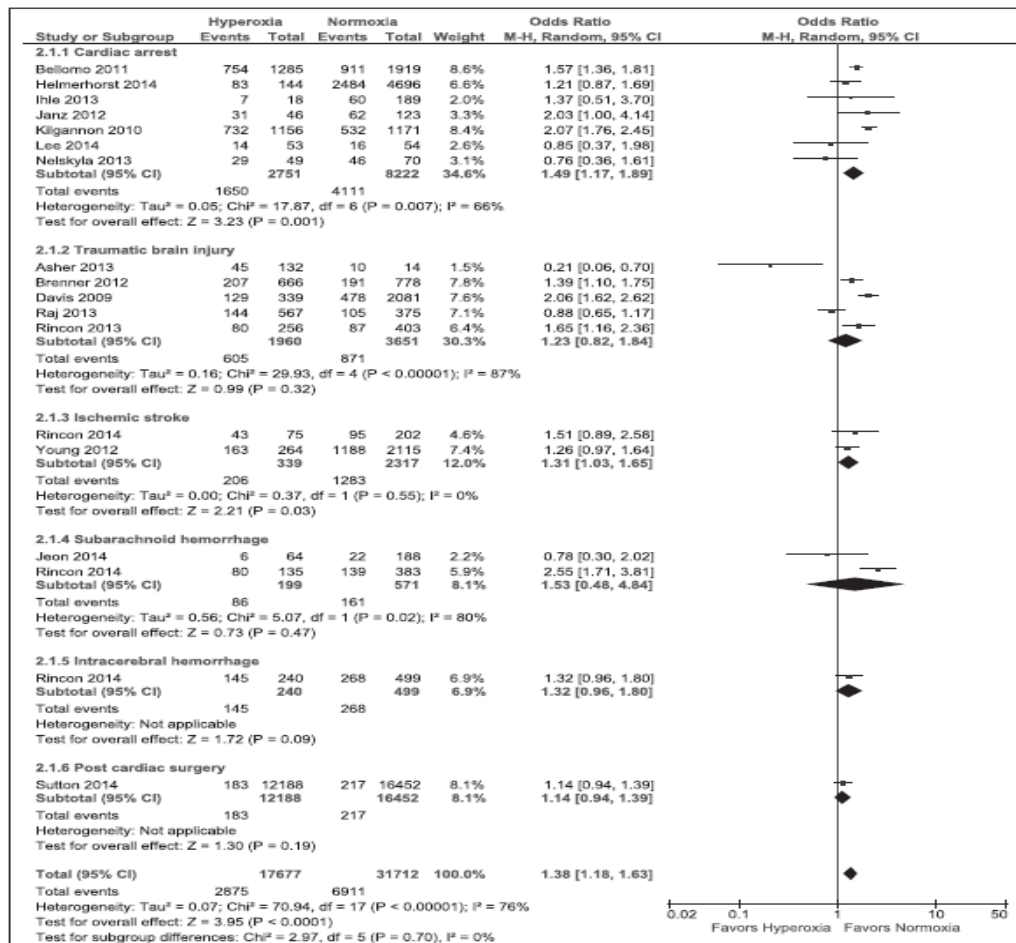 Hyperoxia Normoxia Odds Ratio Odds Ratio
Study or Subgroup Events Total Events Total Weight M-H, Random, 95% CI M-H, Random, 95% CI
2.1.1 Cardiac arrest
Bellomo 2011 754 1285 911 1919 8.6% 1.57 [1.36, 1.81]
Helmerhorst 2014 83 144 2484 4696 6.6% 1.21 [0.87, 1.69]
Ihle 2013 7 18 60 189 2.0% 1.37 [0.51, 3.70]
Janz 2012 31 46 62 123 3.3% 2.03 [1.00, 4.14]
Kilgannon 2010 732 1156 532 1171 8.4% 2.07 [1.76, 2.45]
Lee 2014 14 53 16 54 2.6% 0.85 [0.37, 1.98]
Nelskyla 2013 29 49 46 70 3.1% 0.76 [0.36, 1.61]
Subtotal (95% CI) 2751 8222 34.6% 1.49 [1.17, 1.89]
Total events 1650 4111
Heterogeneity: Tau² = 0.05; Chi² = 17.87, df = 6 (P = 0.007); I² = 66%
Test for overall effect: Z = 3.23 (P = 0.001)
2.1.2 Traumatic brain injury
Asher 2013 45 132 10 14 1.5% 0.21 [0.06, 0.70]
Brenner 2012 207 666 191 778 7.8% 1.39 [1.10, 1.75]
Davis 2009 129 339 478 2081 7.6% 2.06 [1.62, 2.62]
Raj 2013 144 567 105 375 7.1% 0.88 [0.65, 1.17]
Rincon 2013 80 256 87 403 6.4% 1.65 [1.16, 2.36]
Subtotal (95% CI) 1960 3651 30.3% 1.23 [0.82, 1.84]
Total events 605 871
Heterogeneity: Tau² = 0.16; Chi² = 29.93, df = 4 (P < 0.00001); I² = 87%
Test for overall effect: Z = 0.99 (P = 0.32)
2.1.3 Ischemic stroke
Rincon 2014 43 75 95 202 4.6% 1.51 [0.89, 2.58]
Young 2012 163 264 1188 2115 7.4% 1.26 [0.97, 1.64]
Subtotal (95% CI) 339 2317 12.0% 1.31 [1.03, 1.65]
Total events 206 1283
Heterogeneity: Tau² = 0.00; Chi² = 0.37, df = 1 (P = 0.55); I² = 0%
Test for overall effect: Z = 2.21 (P = 0.03)
2.1.4 Subarachnoid hemorrhage
Jeon 2014 6 64 22 188 2.2% 0.78 [0.30, 2.02]
Rincon 2014 80 135 139 383 5.9% 2.55 [1.71, 3.81]
Subtotal (95% CI) 199 571 8.1% 1.53 [0.48, 4.84]
Total events 86 161
Heterogeneity: Tau² = 0.56; Chi² = 5.07, df = 1 (P = 0.02); I² = 80%
Test for overall effect: Z = 0.73 (P = 0.47)
2.1.5 Intracerebral hemorrhage
Rincon 2014 145 240 268 499 6.9% 1.32 [0.96, 1.80]
Subtotal (95% CI) 240 499 6.9% 1.32 [0.96, 1.80]
Total events 145 268
Heterogeneity: Not applicable
Test for overall effect: Z = 1.72 (P = 0.09)
2.1.6 Post cardiac surgery
Sutton 2014 183 12188 217 16452 8.1% 1.14 [0.94, 1.39]
Subtotal (95% CI) 12188 16452 8.1% 1.14 [0.94, 1.39]
Total events 183 217
Heterogeneity: Not applicable
Test for overall effect: Z = 1.30 (P = 0.19)
Total (95% CI) 17677 31712 100.0% 1.38 [1.18, 1.63]
Total events 2875 6911
Heterogeneity: Tau² = 0.07; Chi² = 70.94, df = 17 (P < 0.00001); I² = 76%
Test for overall effect: Z = 3.95 (P < 0.0001)
Test for subgroup differences: Chi² = 2.97, df = 5 (P = 0.70), I² = 0%
0.02 0.1 1 10 50
Favors Hyperoxia Favors Normoxia